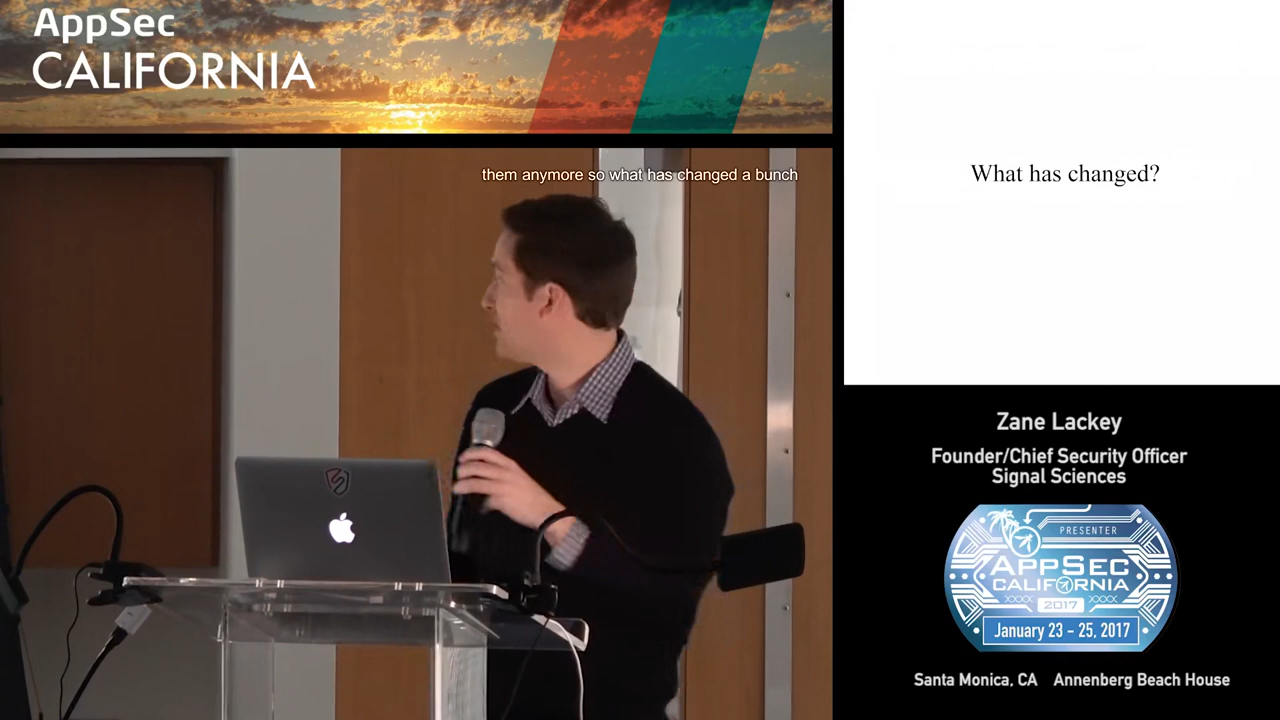 AppSec
CALIFORNIA
them anymore so what has changed a bunch
What has changed?
Zane Lackey
Founder/Chief Security Officer
Signal Sciences
PRESENTER
APPSEC
CALIFORNIA
2017
January 23 - 25, 2017
Santa Monica, CA Annenberg Beach House